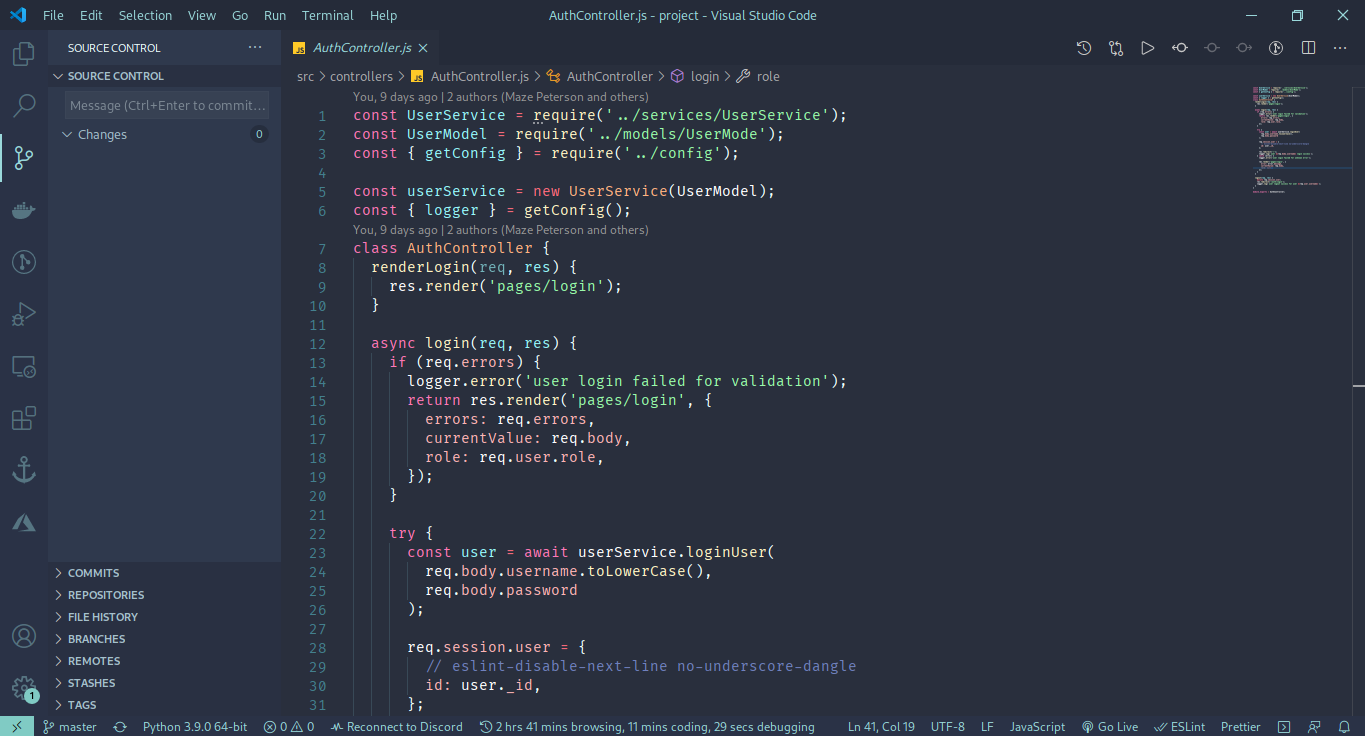 File Edit Selection View Go Run Terminal Help AuthController.js - project - Visual Studio Code
SOURCE CONTROL
SOURCE CONTROL
Message (Ctrl+Enter to commit...
Changes 0
COMMITS
REPOSITORIES
FILE HISTORY
BRANCHES
REMOTES
STASHES
TAGS
1
JS AuthController.js
src > controllers > JS AuthController.js > AuthController > login > role
You, 9 days ago | 2 authors (Maze Peterson and others)
1 const UserService = require('../services/UserService');
2 const UserModel = require('../models/UserMode');
3 const { getConfig } = require('../config');
4
5 const userService = new UserService(UserModel);
6 const { logger } = getConfig();
You, 9 days ago | 2 authors (Maze Peterson and others)
7 class AuthController {
8 renderLogin(req, res) {
9 res.render('pages/login');
10 }
11
12 async login(req, res) {
13 if (req.errors) {
14 logger.error('user login failed for validation');
15 return res.render('pages/login', {
16 errors: req.errors,
17 currentValue: req.body,
18 role: req.user.role,
19 });
20 }
21
22 try {
23 const user = await userService.loginUser(
24 req.body.username.toLowerCase(),
25 req.body.password
26 );
27
28 req.session.user = {
29 // eslint-disable-next-line no-underscore-dangle
30 id: user._id,
31 };
master Python 3.9.0 64-bit 0 0 Reconnect to Discord 2 hrs 41 mins browsing, 11 mins coding, 29 secs debugging Ln 41, Col 19 UTF-8 LF JavaScript Go Live ESLint Prettier